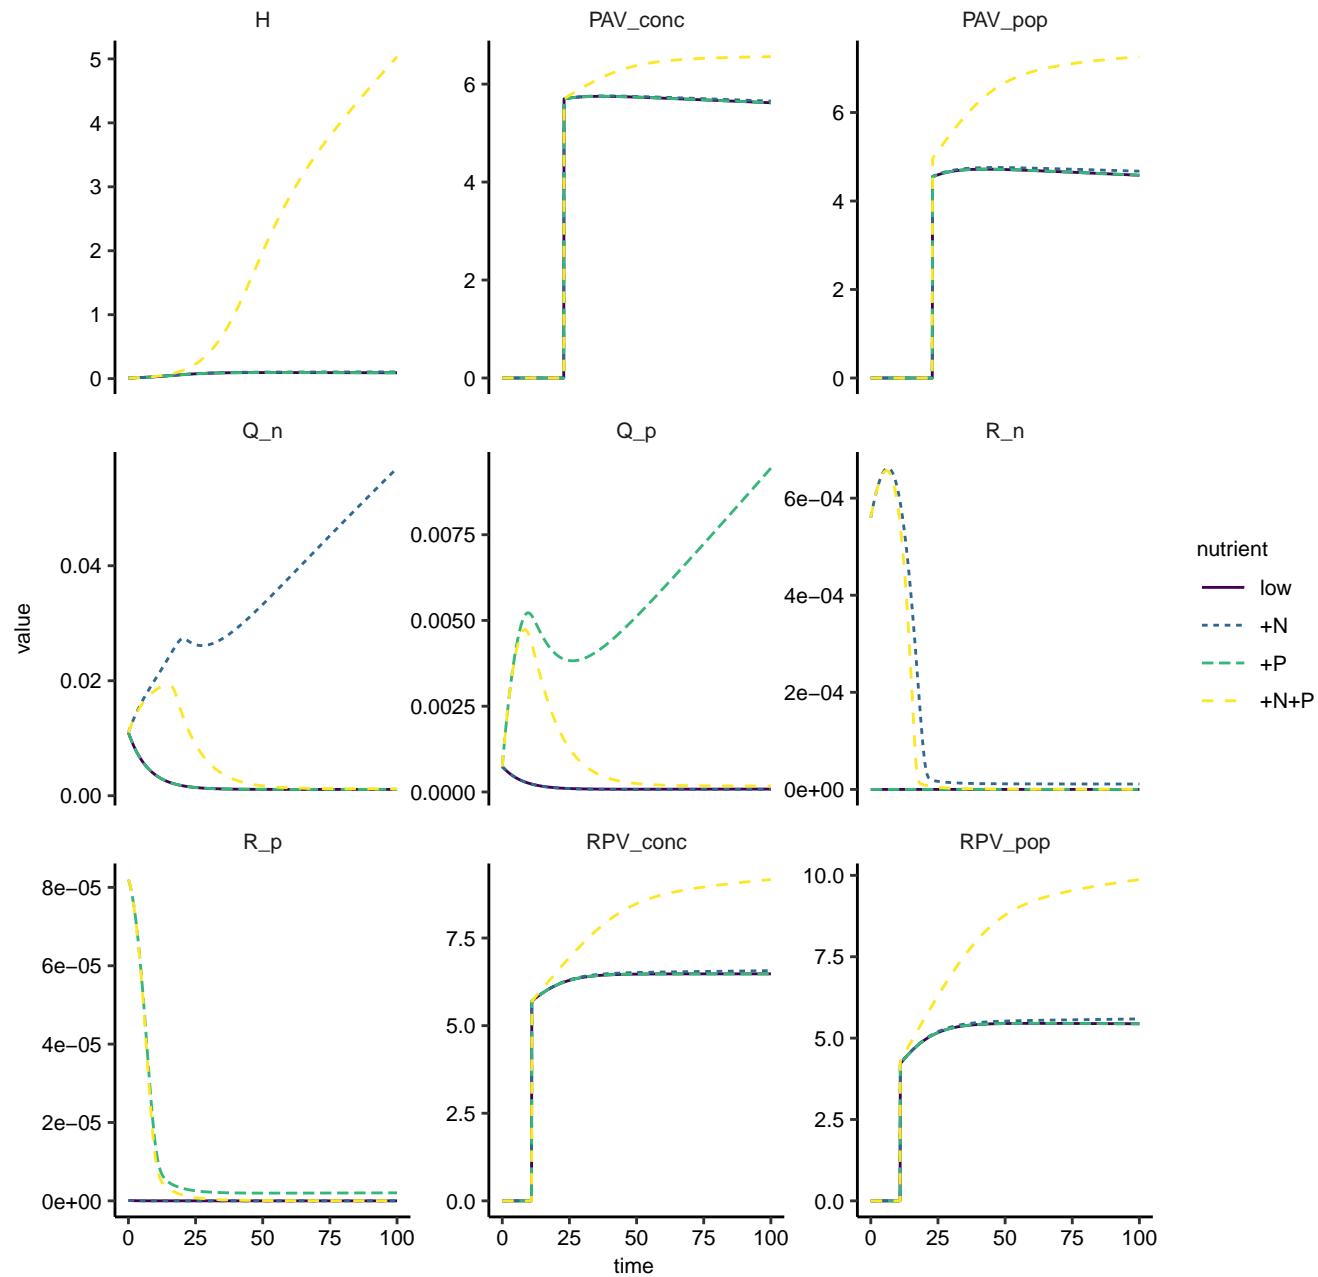 H
PAV_conc
PAV_pop
5
4
3
2
1
0
6
4
2
0
6
4
2
0
Q_n
Q_p
R_n
0.04
0.02
0.00
0.0075
0.0050
0.0025
0.0000
6e−04
4e−04
2e−04
0e+00
value
nutrient
low
+N
+P
+N+P
R_p
RPV_conc
RPV_pop
8e−05
6e−05
4e−05
2e−05
0e+00
7.5
5.0
2.5
0.0
10.0
7.5
5.0
2.5
0.0
0 25 50 75 100
0 25 50 75 100
0 25 50 75 100
time